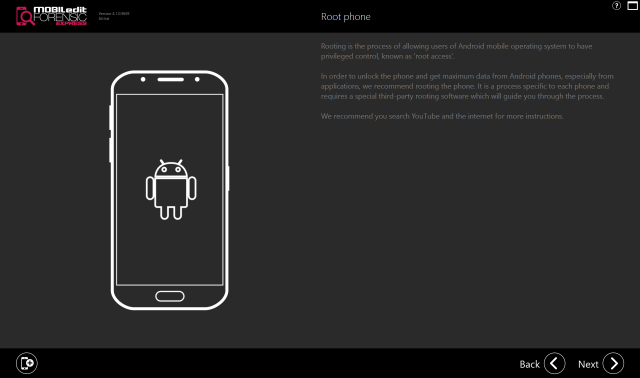 MOBILedit
FORENSIC
EXPRESS
Root phone
Rooting is the process of allowing users of Android mobile operating system to have
privileged control, known as 'root access'.
In order to unlock the phone and get maximum data from Android phones, especially from
applications, we recommend rooting the phone. It is a process specific to each phone and
requires a special third-party rooting software which will guide you through the process.
We recommend you search YouTube and the internet for more instructions.
Back
Next